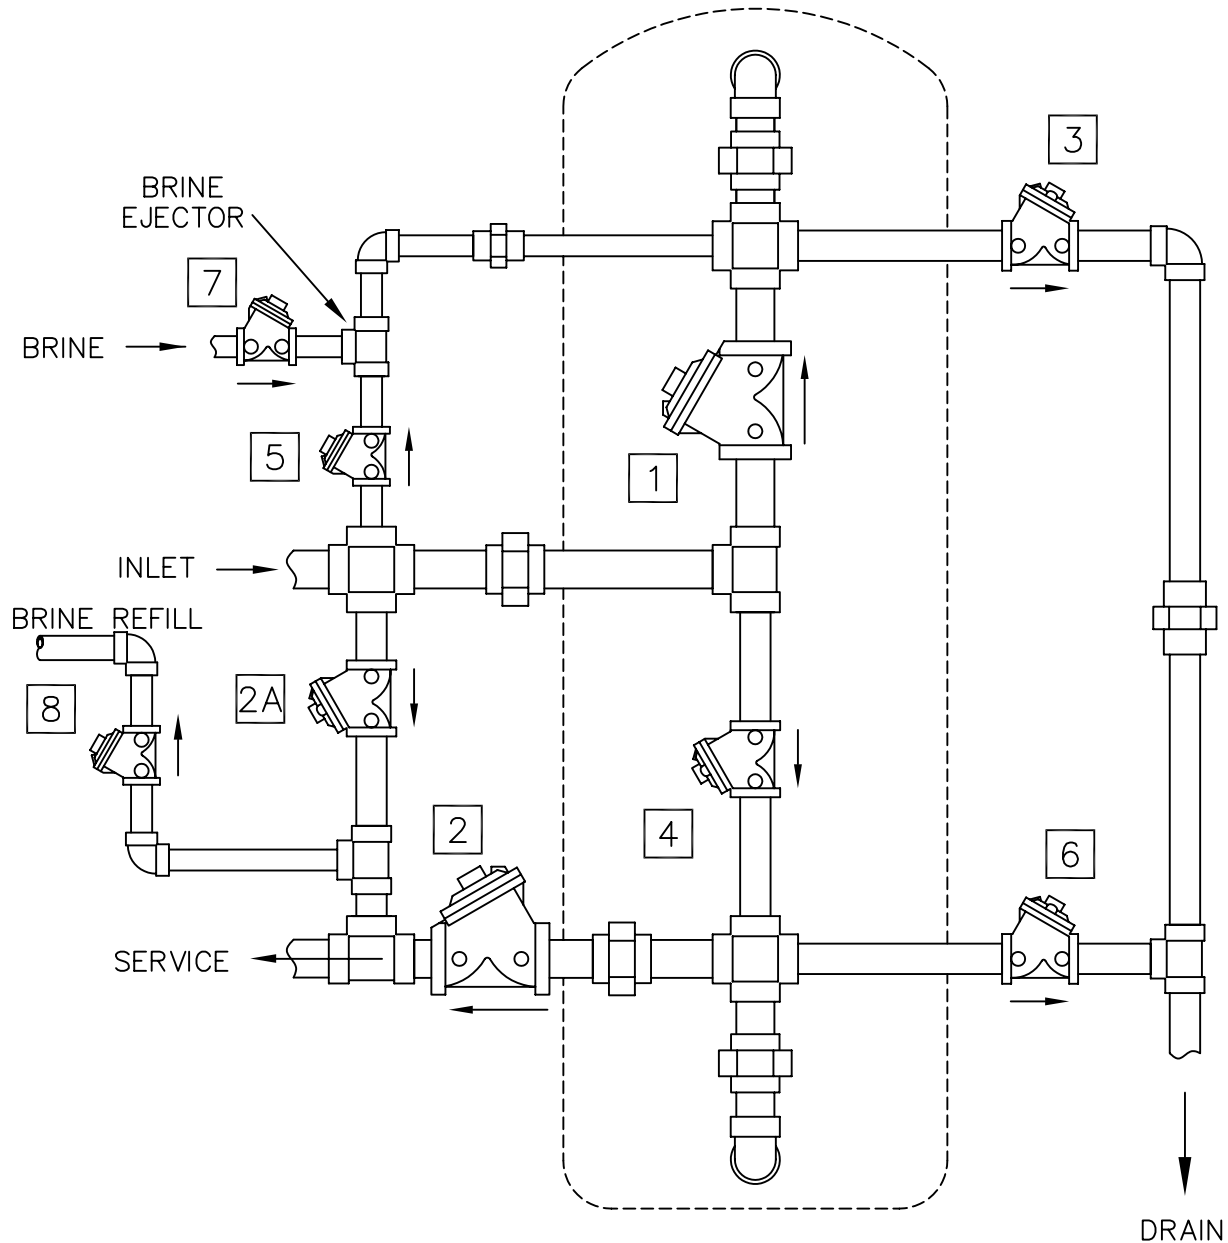 3
BRINE
EJECTOR
7
BRINE
5
1
INLET
BRINE REFILL
8
2A
2
4
6
SERVICE
DRAIN